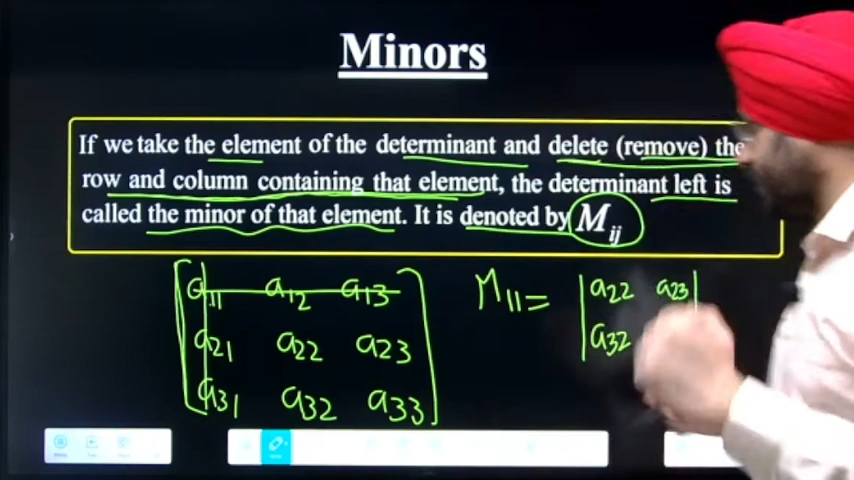 Minors
If we take the element of the determinant and delete (remove) the
row and column containing that element, the determinant left is
called the minor of that element. It is denoted by M_ij
a11 a12 a13 M11= a22 a23
a21 a22 a23 a32
a31 a32 a33